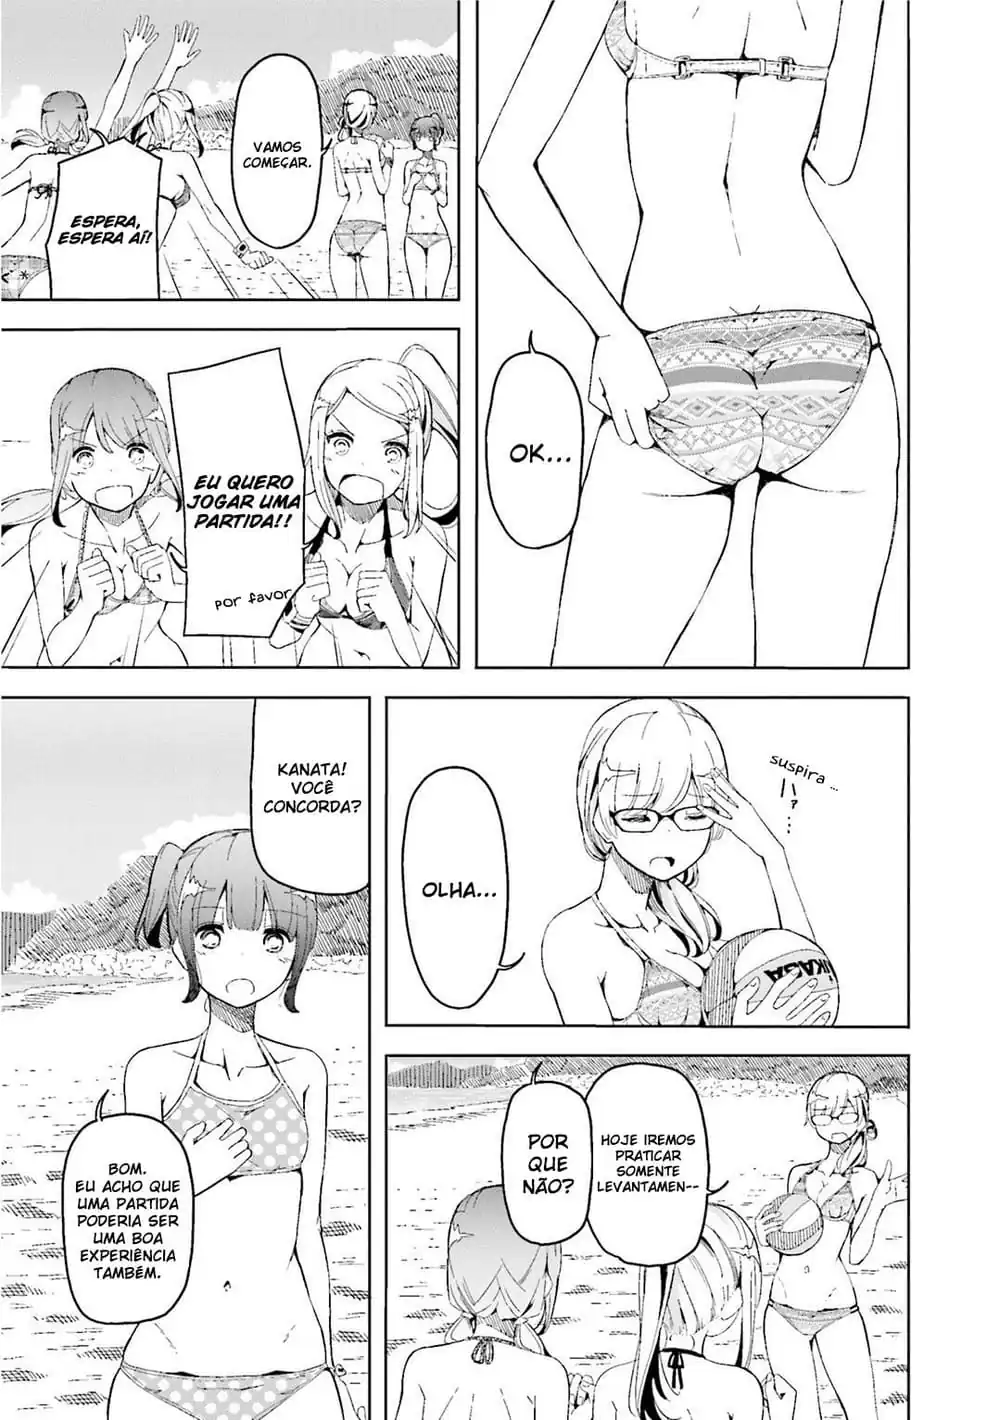 OK...
VAMOS
COMEÇAR.
ESPERA,
ESPERA AÍ!
EU QUERO
JOGAR UMA
PARTIDA!!
por favor
suspira ...
OLHA...
IKASA
HOJE IREMOS
PRATICAR
SOMENTE
LEVANTAMEN--
POR
QUE
NÃO?
KANATA!
VOCÊ
CONCORDA?
BOM.
EU ACHO QUE
UMA PARTIDA
PODERIA SER
UMA BOA
EXPERIÊNCIA
TAMBÉM.